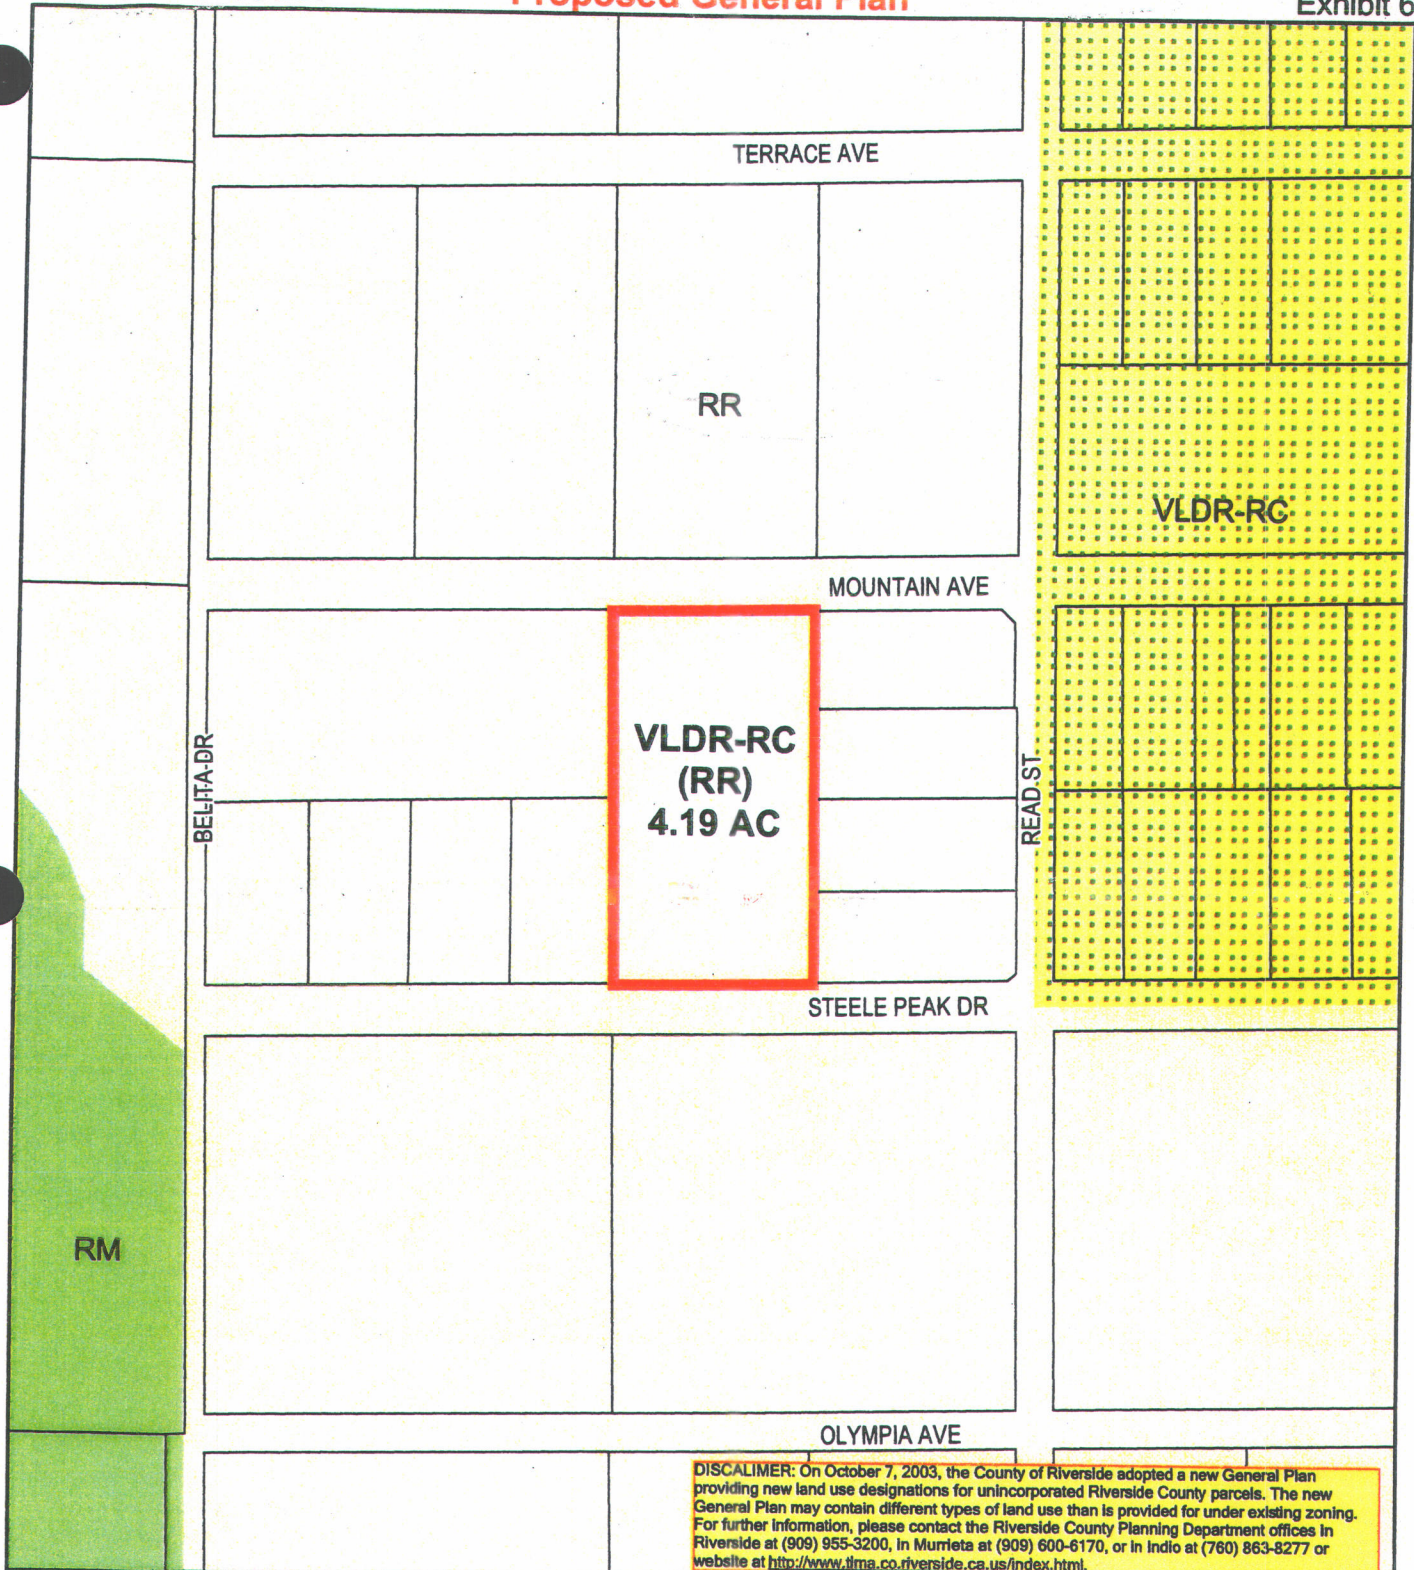 Proposed General Plan
Exhibit 6
TERRACE AVE
RR
VLDR-RC
MOUNTAIN AVE
BELITA DR
VLDR-RC
(RR)
4.19 AC
READ ST
STEELE PEAK DR
RM
OLYMPIA AVE
DISCALIMER: On October 7, 2003, the County of Riverside adopted a new General Plan
providing new land use designations for unincorporated Riverside County parcels. The new
General Plan may contain different types of land use than is provided for under existing zoning.
For further information, please contact the Riverside County Planning Department offices in
Riverside at (909) 955-3200, in Murrieta at (909) 600-6170, or in Indio at (760) 863-8277 or
website at http://www.tlma.co.riverside.ca.us/index.html.